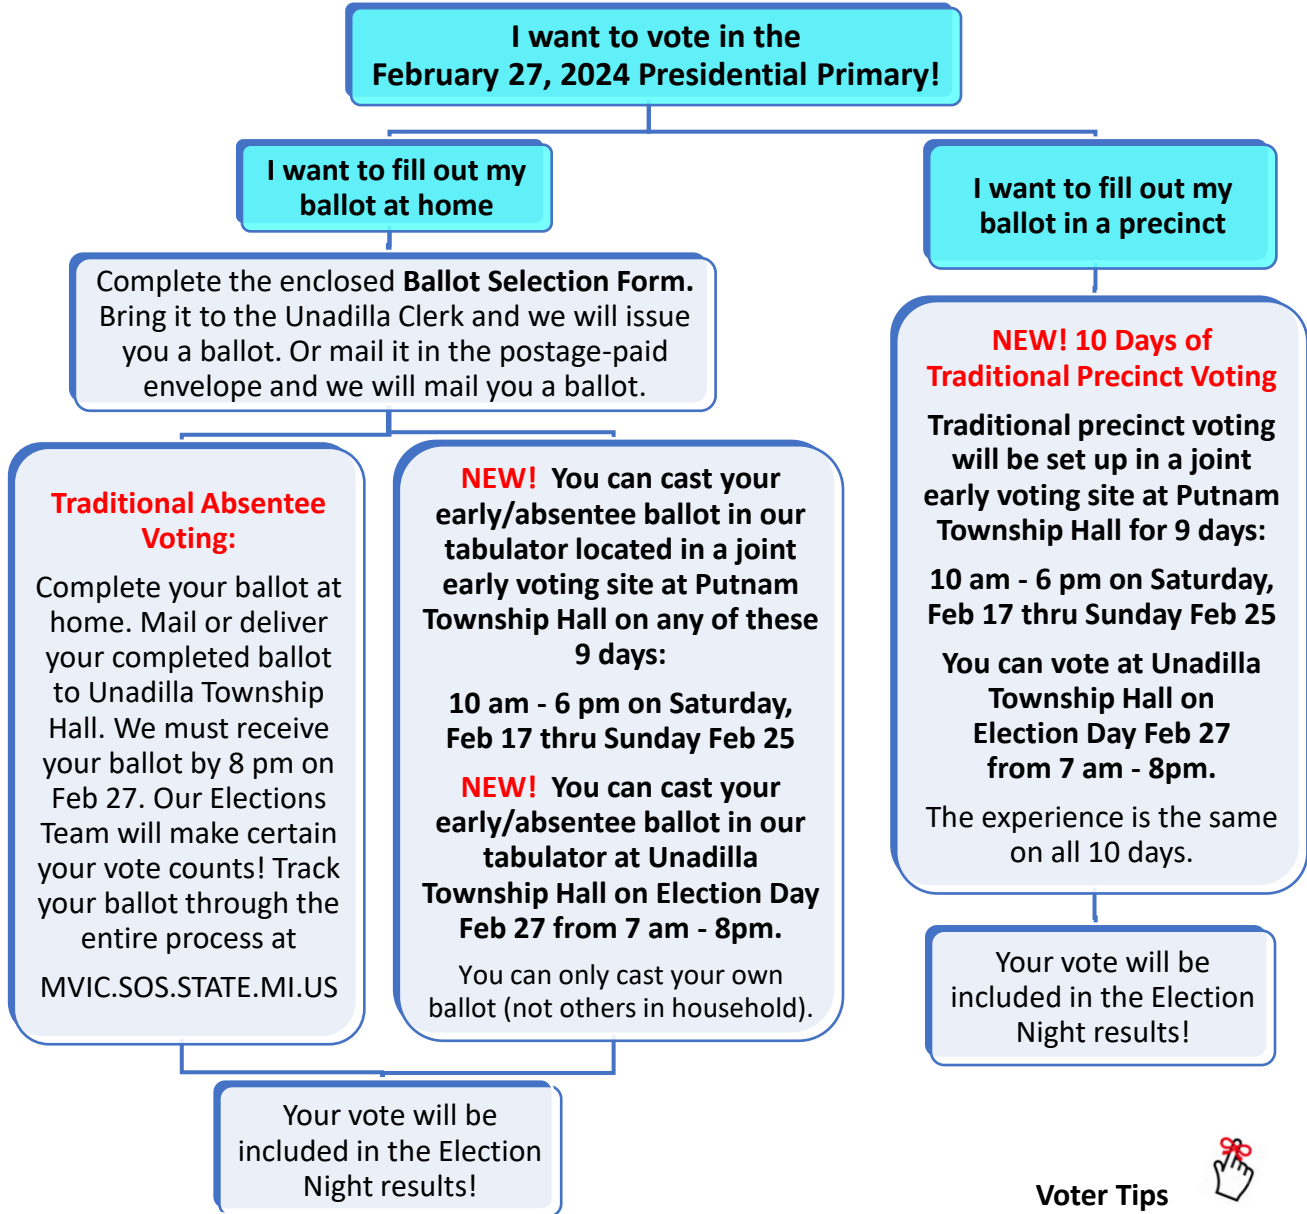 I want to vote in the
February 27, 2024 Presidential Primary!
I want to fill out my
ballot at home
Complete the enclosed Ballot Selection Form.
Bring it to the Unadilla Clerk and we will issue
you a ballot. Or mail it in the postage-paid
envelope and we will mail you a ballot.
Traditional Absentee
Voting:
Complete your ballot at
home. Mail or deliver
your completed ballot
to Unadilla Township
Hall. We must receive
your ballot by 8 pm on
Feb 27. Our Elections
Team will make certain
your vote counts! Track
your ballot through the
entire process at
MVIC.SOS.STATE.MI.US
NEW! You can cast your
early/absentee ballot in our
tabulator located in a joint
early voting site at Putnam
Township Hall on any of these
9 days:
10 am - 6 pm on Saturday,
Feb 17 thru Sunday Feb 25
NEW! You can cast your
early/absentee ballot in our
tabulator at Unadilla
Township Hall on Election Day
Feb 27 from 7 am - 8pm.
You can only cast your own
ballot (not others in household).
Your vote will be
included in the Election
Night results!
I want to fill out my
ballot in a precinct
NEW! 10 Days of
Traditional Precinct Voting
Traditional precinct voting
will be set up in a joint
early voting site at Putnam
Township Hall for 9 days:
10 am - 6 pm on Saturday,
Feb 17 thru Sunday Feb 25
You can vote at Unadilla
Township Hall on
Election Day Feb 27
from 7 am - 8pm.
The experience is the same
on all 10 days.
Your vote will be
included in the Election
Night results!
Voter Tips